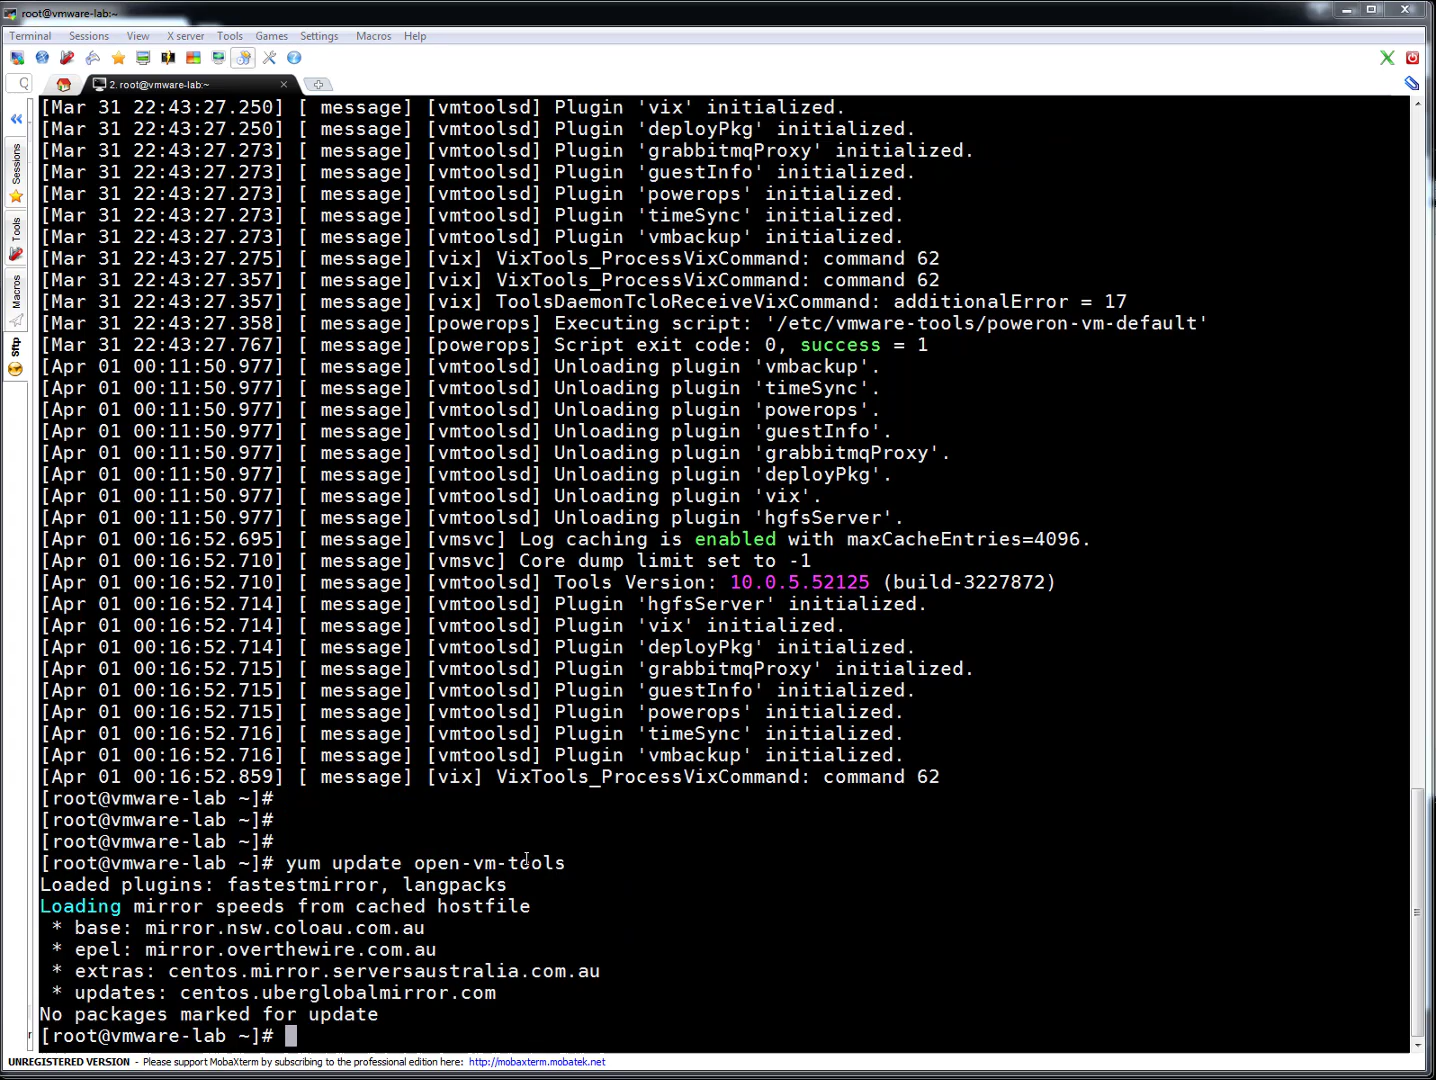 root@vmware-lab:~
Terminal Sessions View X server Tools Games Settings Macros Help
2. root@vmware-lab:~
Sessions
Tools
Macros
Sftp
[Mar 31 22:43:27.250] [ message] [vmtoolsd] Plugin 'vix' initialized.
[Mar 31 22:43:27.250] [ message] [vmtoolsd] Plugin 'deployPkg' initialized.
[Mar 31 22:43:27.273] [ message] [vmtoolsd] Plugin 'grabbitmqProxy' initialized.
[Mar 31 22:43:27.273] [ message] [vmtoolsd] Plugin 'guestInfo' initialized.
[Mar 31 22:43:27.273] [ message] [vmtoolsd] Plugin 'powerops' initialized.
[Mar 31 22:43:27.273] [ message] [vmtoolsd] Plugin 'timeSync' initialized.
[Mar 31 22:43:27.273] [ message] [vmtoolsd] Plugin 'vmbackup' initialized.
[Mar 31 22:43:27.275] [ message] [vix] VixTools_ProcessVixCommand: command 62
[Mar 31 22:43:27.357] [ message] [vix] VixTools_ProcessVixCommand: command 62
[Mar 31 22:43:27.357] [ message] [vix] ToolsDaemonTcloReceiveVixCommand: additionalError = 17
[Mar 31 22:43:27.358] [ message] [powerops] Executing script: '/etc/vmware-tools/poweron-vm-default'
[Mar 31 22:43:27.767] [ message] [powerops] Script exit code: 0, success = 1
[Apr 01 00:11:50.977] [ message] [vmtoolsd] Unloading plugin 'vmbackup'.
[Apr 01 00:11:50.977] [ message] [vmtoolsd] Unloading plugin 'timeSync'.
[Apr 01 00:11:50.977] [ message] [vmtoolsd] Unloading plugin 'powerops'.
[Apr 01 00:11:50.977] [ message] [vmtoolsd] Unloading plugin 'guestInfo'.
[Apr 01 00:11:50.977] [ message] [vmtoolsd] Unloading plugin 'grabbitmqProxy'.
[Apr 01 00:11:50.977] [ message] [vmtoolsd] Unloading plugin 'deployPkg'.
[Apr 01 00:11:50.977] [ message] [vmtoolsd] Unloading plugin 'vix'.
[Apr 01 00:11:50.977] [ message] [vmtoolsd] Unloading plugin 'hgfsServer'.
[Apr 01 00:16:52.695] [ message] [vmsvc] Log caching is enabled with maxCacheEntries=4096.
[Apr 01 00:16:52.710] [ message] [vmsvc] Core dump limit set to -1
[Apr 01 00:16:52.710] [ message] [vmtoolsd] Tools Version: 10.0.5.52125 (build-3227872)
[Apr 01 00:16:52.714] [ message] [vmtoolsd] Plugin 'hgfsServer' initialized.
[Apr 01 00:16:52.714] [ message] [vmtoolsd] Plugin 'vix' initialized.
[Apr 01 00:16:52.714] [ message] [vmtoolsd] Plugin 'deployPkg' initialized.
[Apr 01 00:16:52.715] [ message] [vmtoolsd] Plugin 'grabbitmqProxy' initialized.
[Apr 01 00:16:52.715] [ message] [vmtoolsd] Plugin 'guestInfo' initialized.
[Apr 01 00:16:52.715] [ message] [vmtoolsd] Plugin 'powerops' initialized.
[Apr 01 00:16:52.716] [ message] [vmtoolsd] Plugin 'timeSync' initialized.
[Apr 01 00:16:52.716] [ message] [vmtoolsd] Plugin 'vmbackup' initialized.
[Apr 01 00:16:52.859] [ message] [vix] VixTools_ProcessVixCommand: command 62
[root@vmware-lab ~]#
[root@vmware-lab ~]#
[root@vmware-lab ~]#
[root@vmware-lab ~]# yum update open-vm-tools
Loaded plugins: fastestmirror, langpacks
Loading mirror speeds from cached hostfile
* base: mirror.nsw.coloau.com.au
* epel: mirror.overthewire.com.au
* extras: centos.mirror.serversaustralia.com.au
* updates: centos.uberglobalmirror.com
No packages marked for update
[root@vmware-lab ~]#
UNREGISTERED VERSION - Please support MobaXterm by subscribing to the professional edition here: http://mobaxterm.mobatek.net